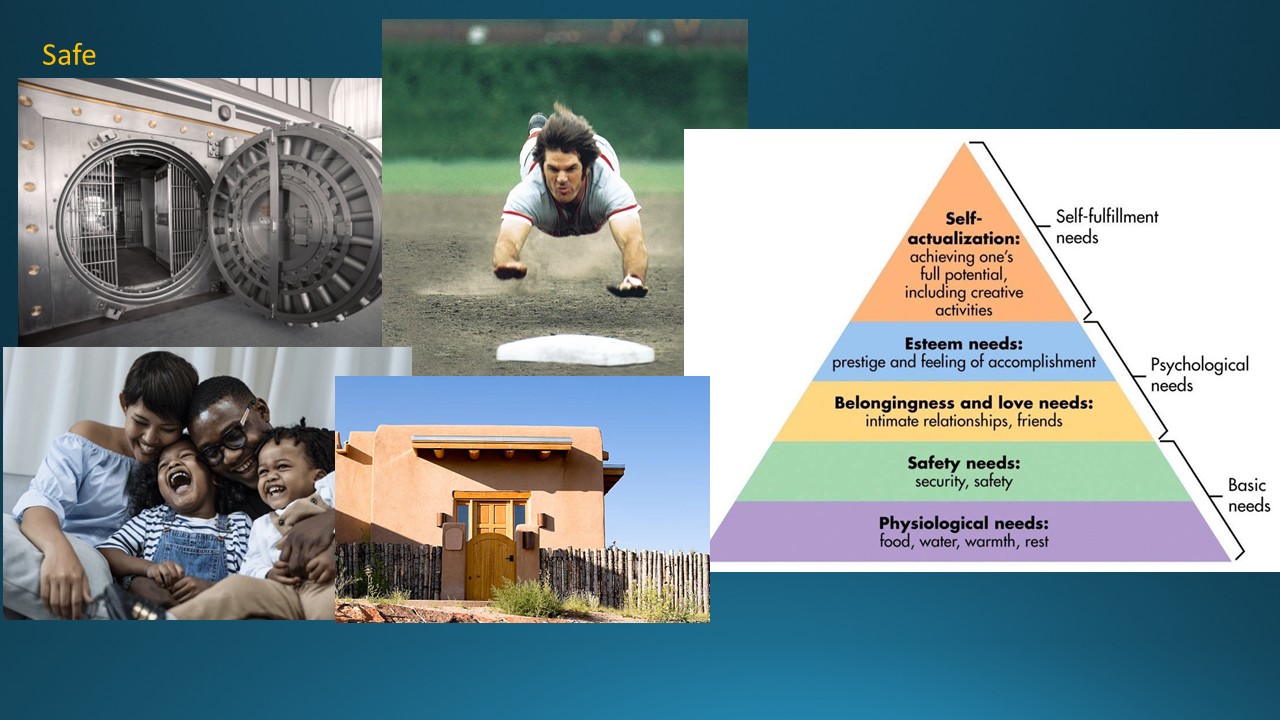 Safe
Self-
actualization:
achieving one's
full potential,
including creative
activities
Esteem needs:
prestige and feeling of accomplishment
Belongingness and love needs:
intimate relationships, friends
Safety needs:
security, safety
Physiological needs:
food, water, warmth, rest
Self-fulfillment
needs
Psychological
needs
Basic
needs